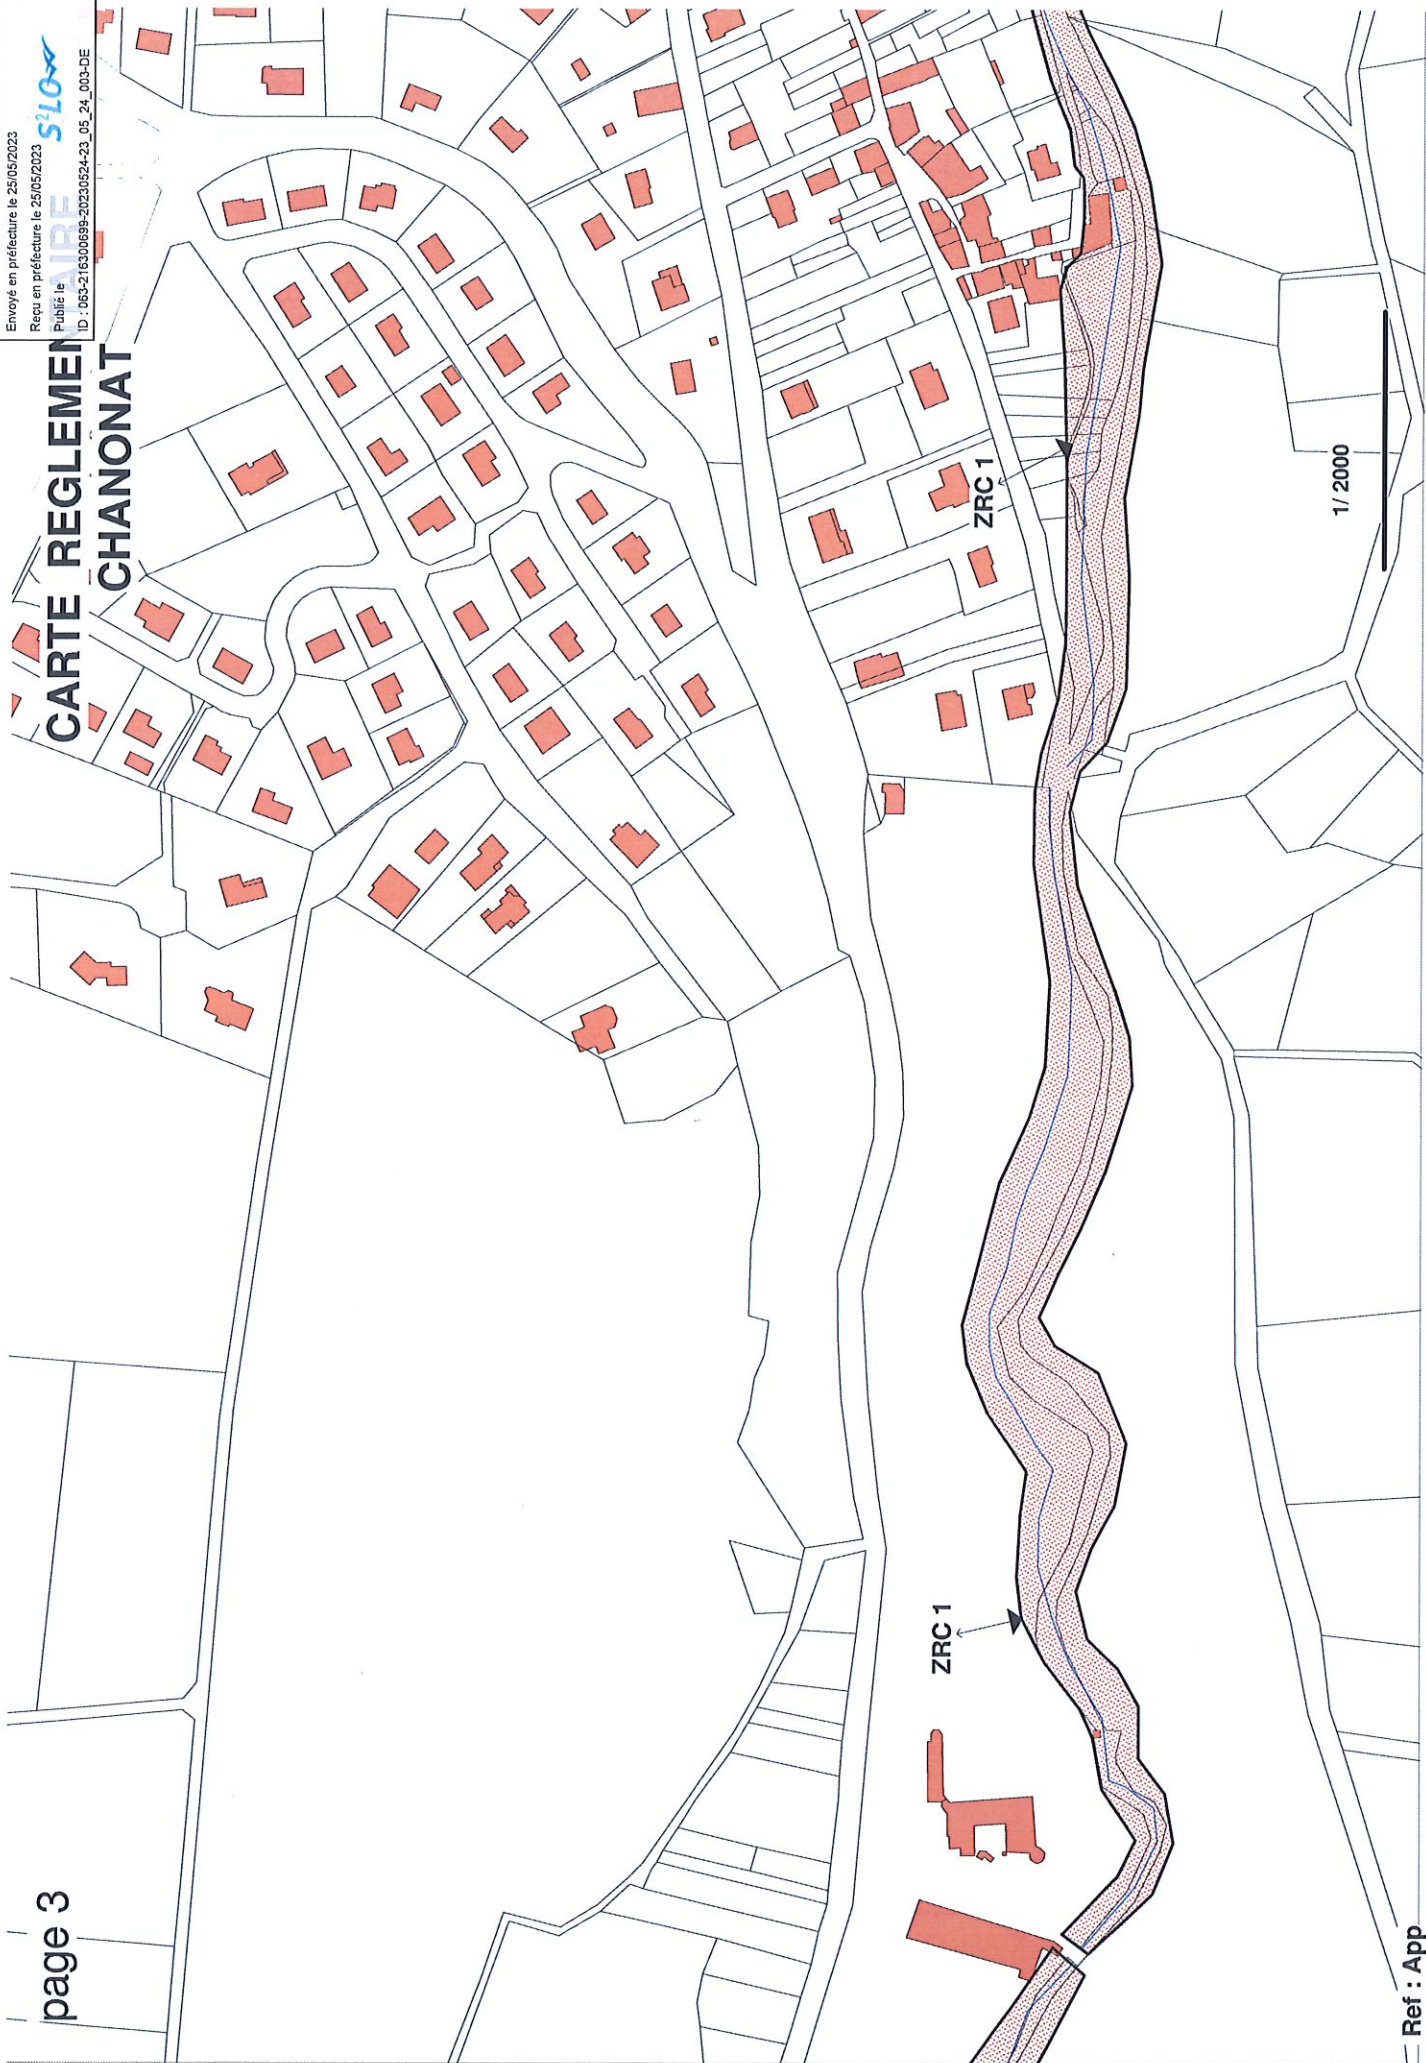 Envoyé en préfecture le 25/05/2023
Reçu en préfecture le 25/05/2023
Publié le
S²LOW
ID : 063-216300699-20230524-23_05_24_003-DE
page 3
CARTE REGLEMENTAIRE
CHANONAT
ZRC 1
ZRC 1
1/ 2000
Ref : App